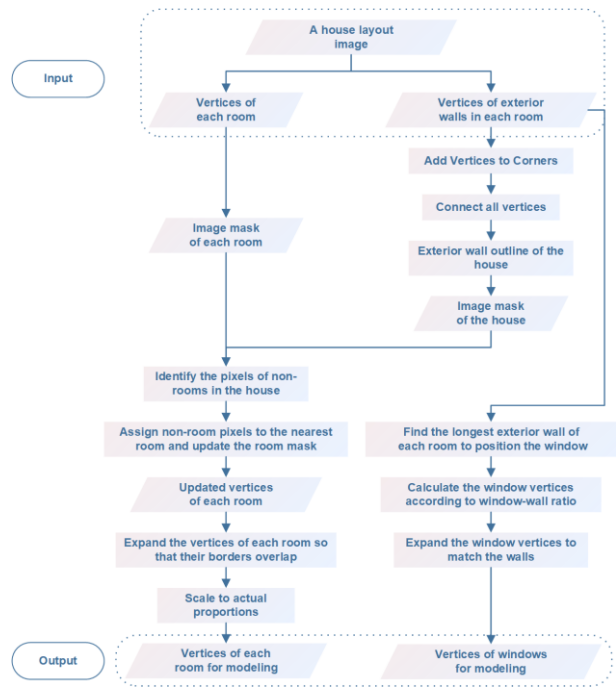 A house layout
image
Input
Vertices of
each room
Vertices of exterior
walls in each room
Add Vertices to Corners
Connect all vertices
Image mask
of each room
Exterior wall outline of the
house
Image mask
of the house
Identify the pixels of non-
rooms in the house
Assign non-room pixels to the nearest
room and update the room mask
Find the longest exterior wall of
each room to position the window
Updated vertices
of each room
Calculate the window vertices
according to window-wall ratio
Expand the vertices of each room so
that their borders overlap
Expand the window vertices to
match the walls
Scale to actual
proportions
Output
Vertices of each
room for modeling
Vertices of windows
for modeling